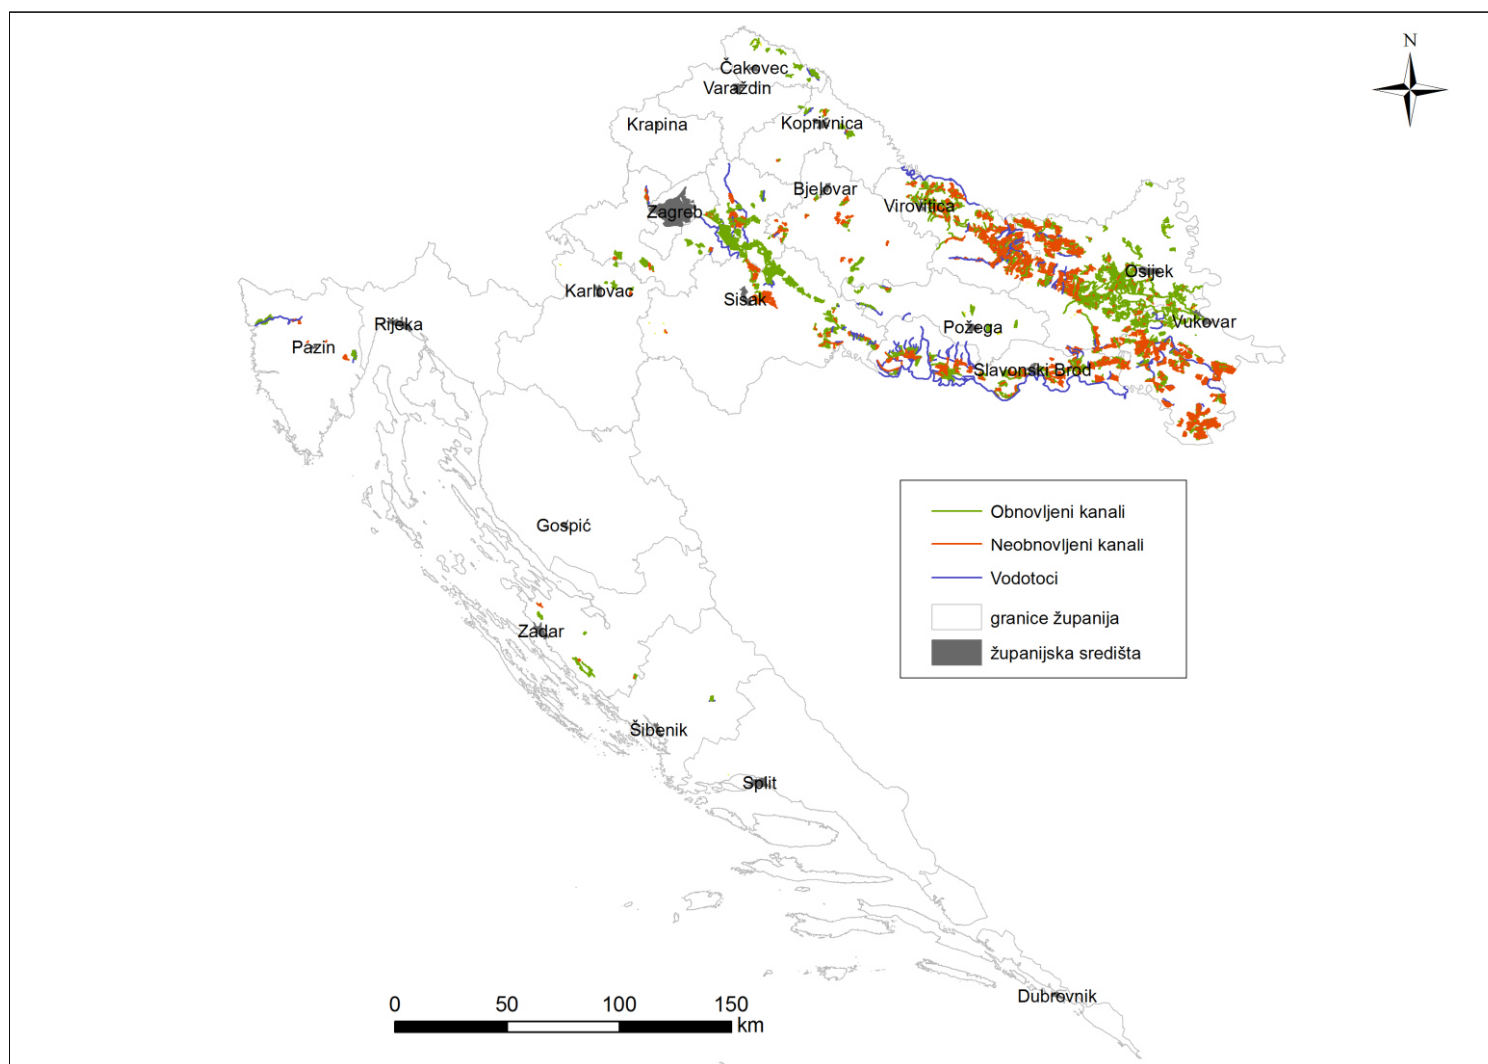 N
Čakovec
Varaždin
Krapina
Koprivnica
Bjelovar
Virovitica
Zagreb
Osijek
Karlovac
Sisak
Vukovar
Rijeka
Požega
Pazin
Slavonski Brod
Gospić
Zadar
Šibenik
Split
Dubrovnik
Obnovljeni kanali
Neobnovljeni kanali
Vodotoci
granice županija
županijska središta
0 50 100 150
km